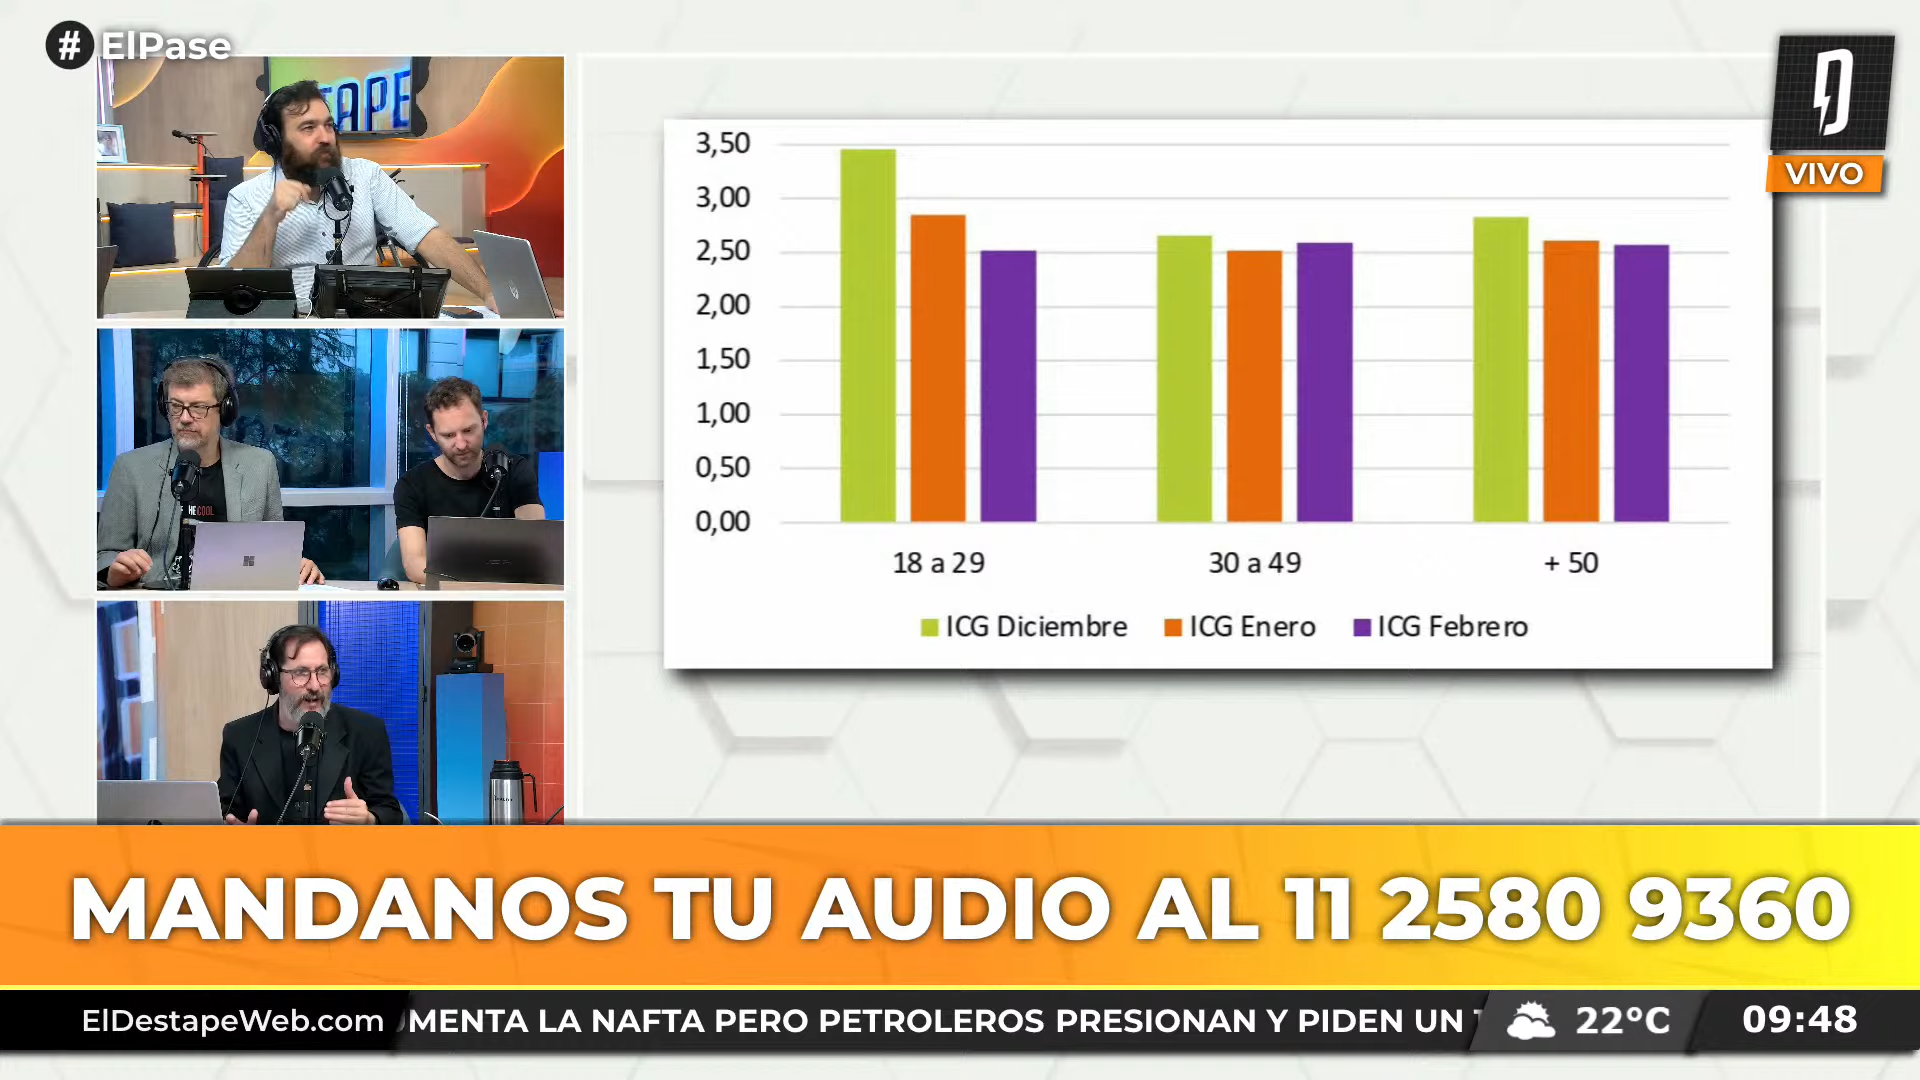 # ElPase
TAPE
VIVO
3,50
3,00
2,50
2,00
1,50
1,00
0,50
0,00
18 a 29
30 a 49
+ 50
ICG Diciembre
ICG Enero
ICG Febrero
MANDANOS TU AUDIO AL 11 2580 9360
ElDestapeWeb.com
MENTA LA NAFTA PERO PETROLEROS PRESIONAN Y PIDEN UN
22°C
09:48